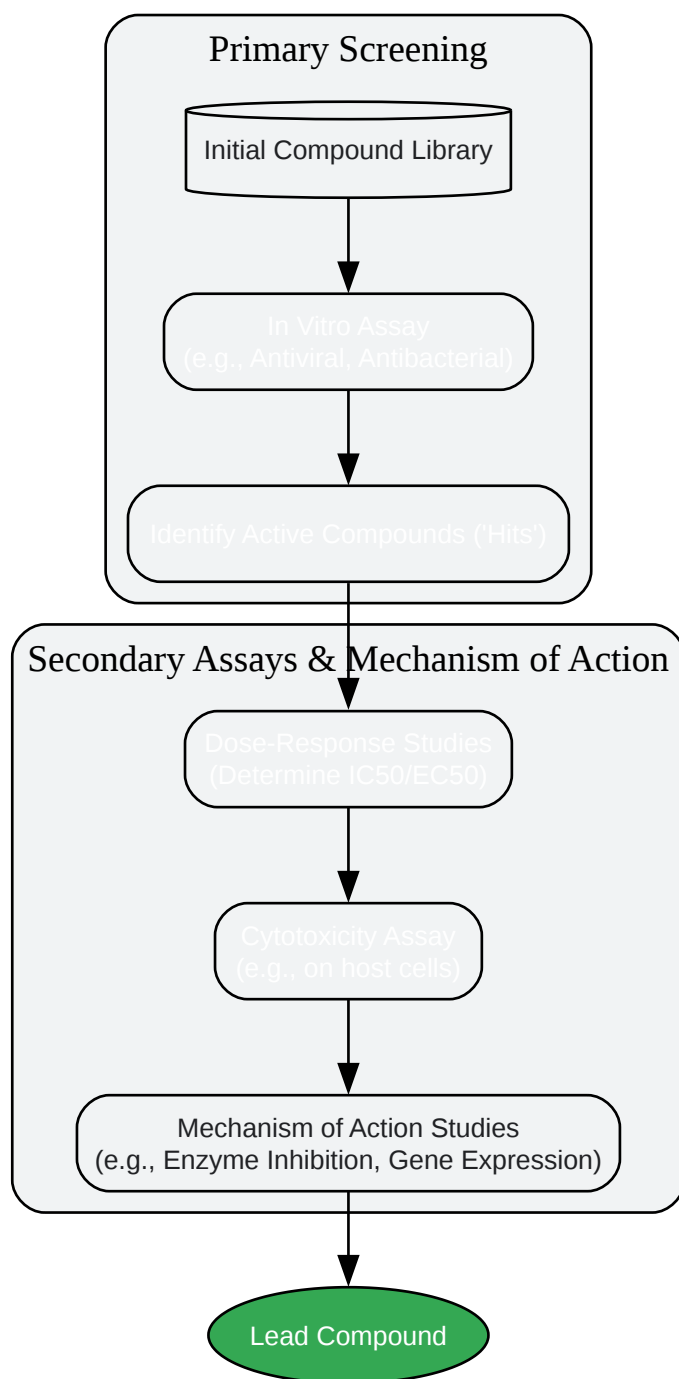 Primary Screening
Initial Compound Library
In Vitro Assay
(e.g., Antiviral, Antibacterial)
Identify Active Compounds ('Hits')
Secondary Assays & Mechanism of Action
Dose-Response Studies
(Determine IC50/EC50)
Cytotoxicity Assay
(e.g., on host cells)
Mechanism of Action Studies
(e.g., Enzyme Inhibition, Gene Expression)
Lead Compound